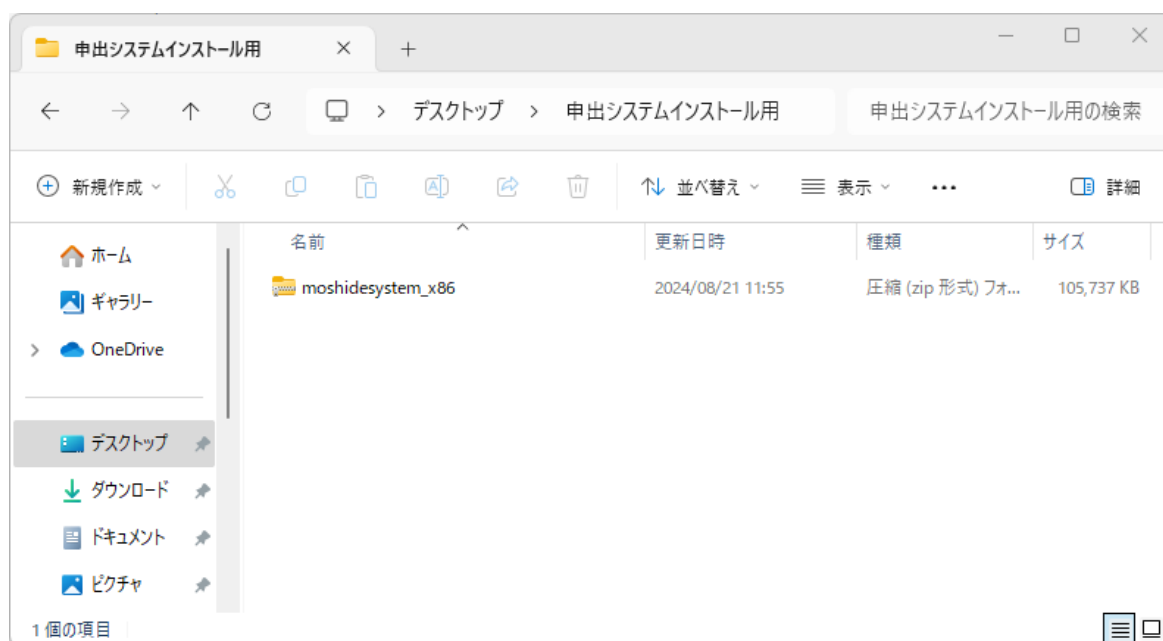 申出システムインストール用
デスクトップ > 申出システムインストール用
申出システムインストール用の検索
新規作成
並べ替え
表示
詳細
名前
更新日時
種類
サイズ
moshidesystem_x86
2024/08/21 11:55
圧縮 (zip 形式) フォ...
105,737 KB
ホーム
ギャラリー
OneDrive
デスクトップ
ダウンロード
ドキュメント
ピクチャ
1 個の項目